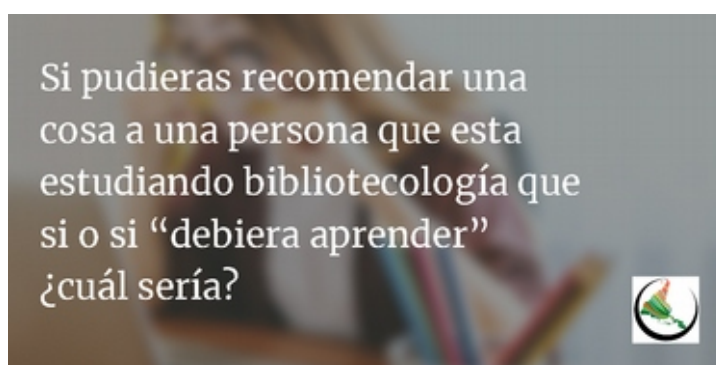 Si pudieras recomendar una
cosa a una persona que esta
estudiando bibliotecología que
si o si “debiera aprender”
¿cuál sería?